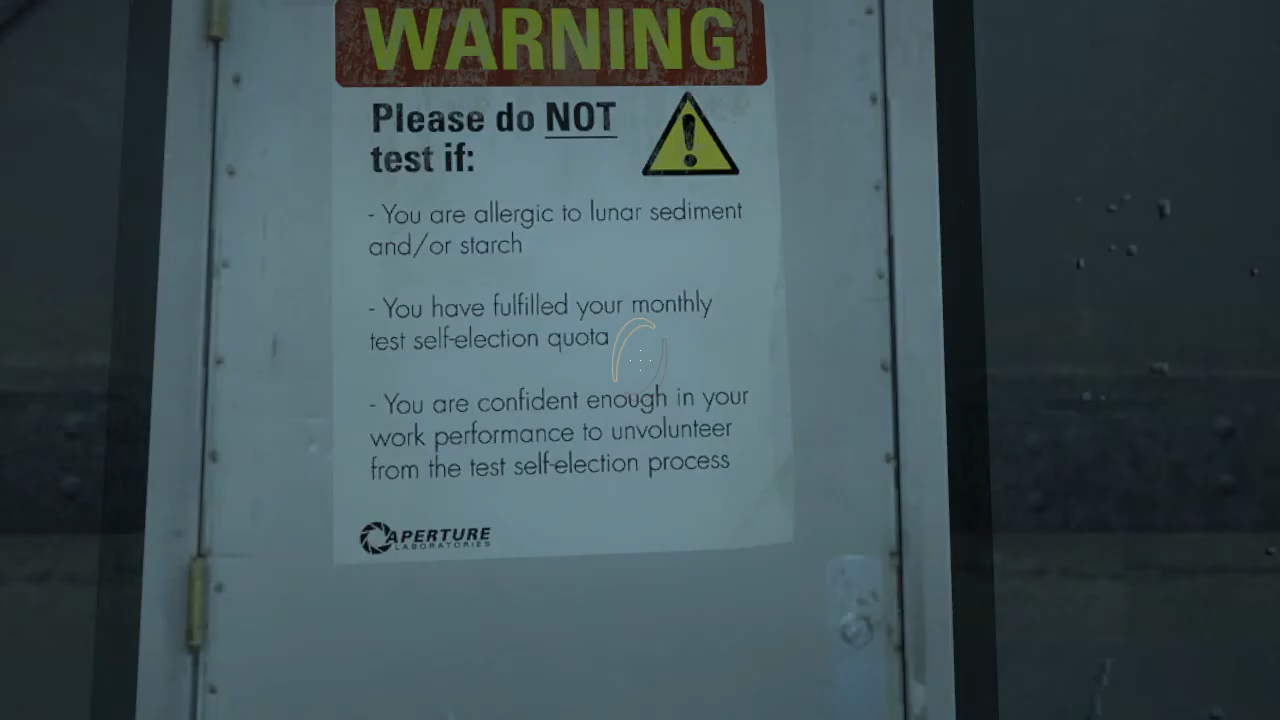 WARNING
Please do NOT
test if:
- You are allergic to lunar sediment
and/or starch
- You have fulfilled your monthly
test self-election quota
- You are confident enough in your
work performance to unvolunteer
from the test self-election process
APERTURE
LABORATORIES